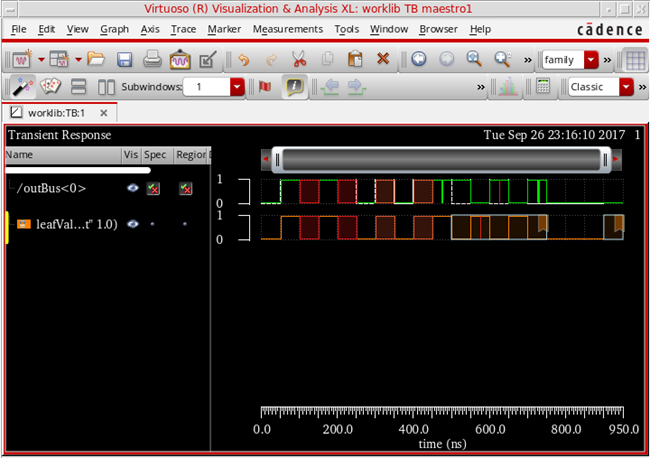 Virtuoso (R) Visualization & Analysis XL: worklib TB maestro1
File Edit View Graph Axis Trace Marker Measurements Tools Window Browser Help cādence
family
Subwindows: 1 Classic
worklib:TB:1
Transient Response Tue Sep 26 23:16:10 2017 1
Name Vis Spec Region
/outBus<0> 1
0
leafVal...t" 1.0) 1
0
0.0 200.0 400.0 600.0 800.0 950.0
time (ns)